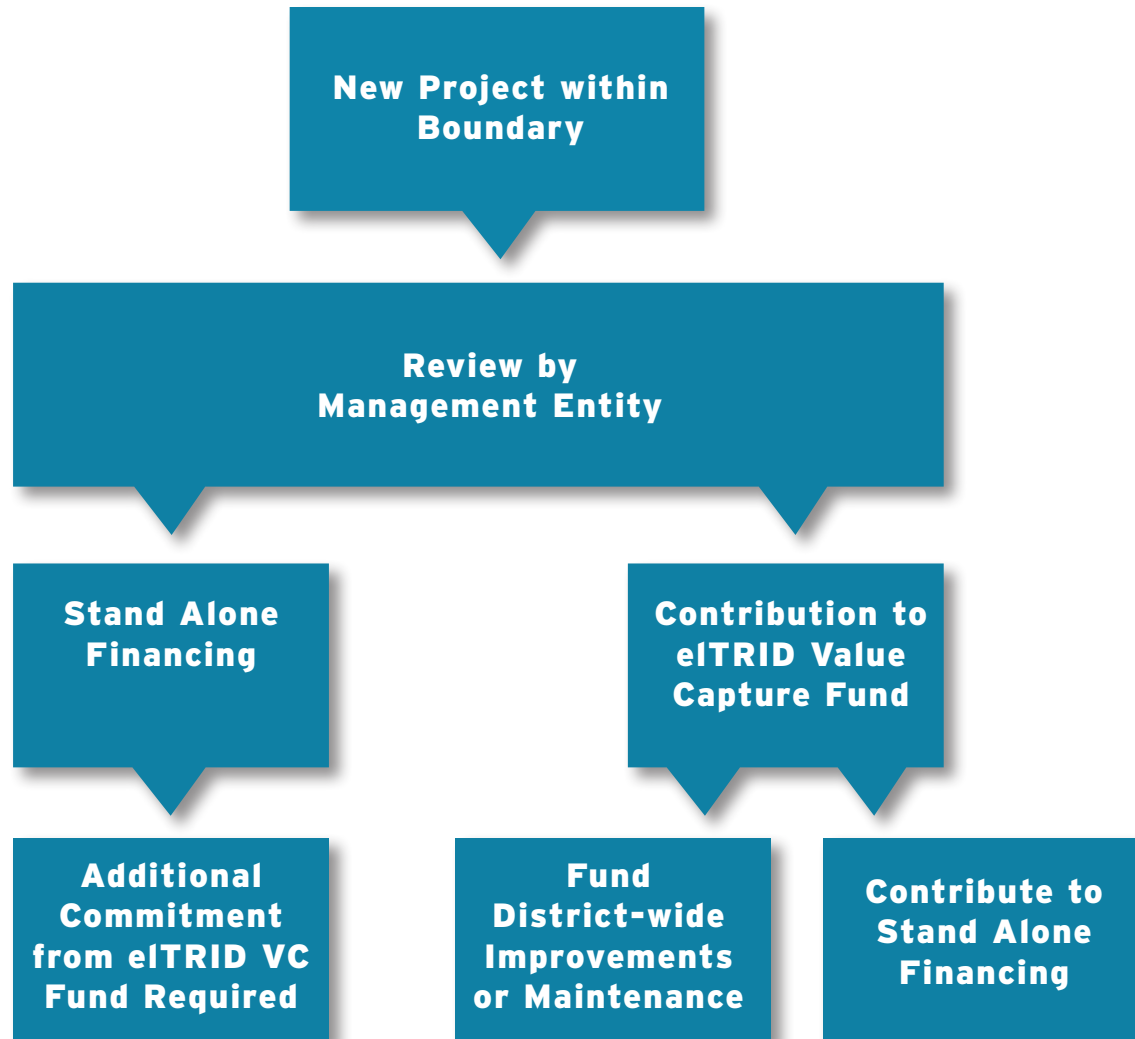 New Project within
Boundary
Review by
Management Entity
Stand Alone
Financing
Contribution to
elTRID Value
Capture Fund
Additional
Commitment
from elTRID VC
Fund Required
Fund
District-wide
Improvements
or Maintenance
Contribute to
Stand Alone
Financing